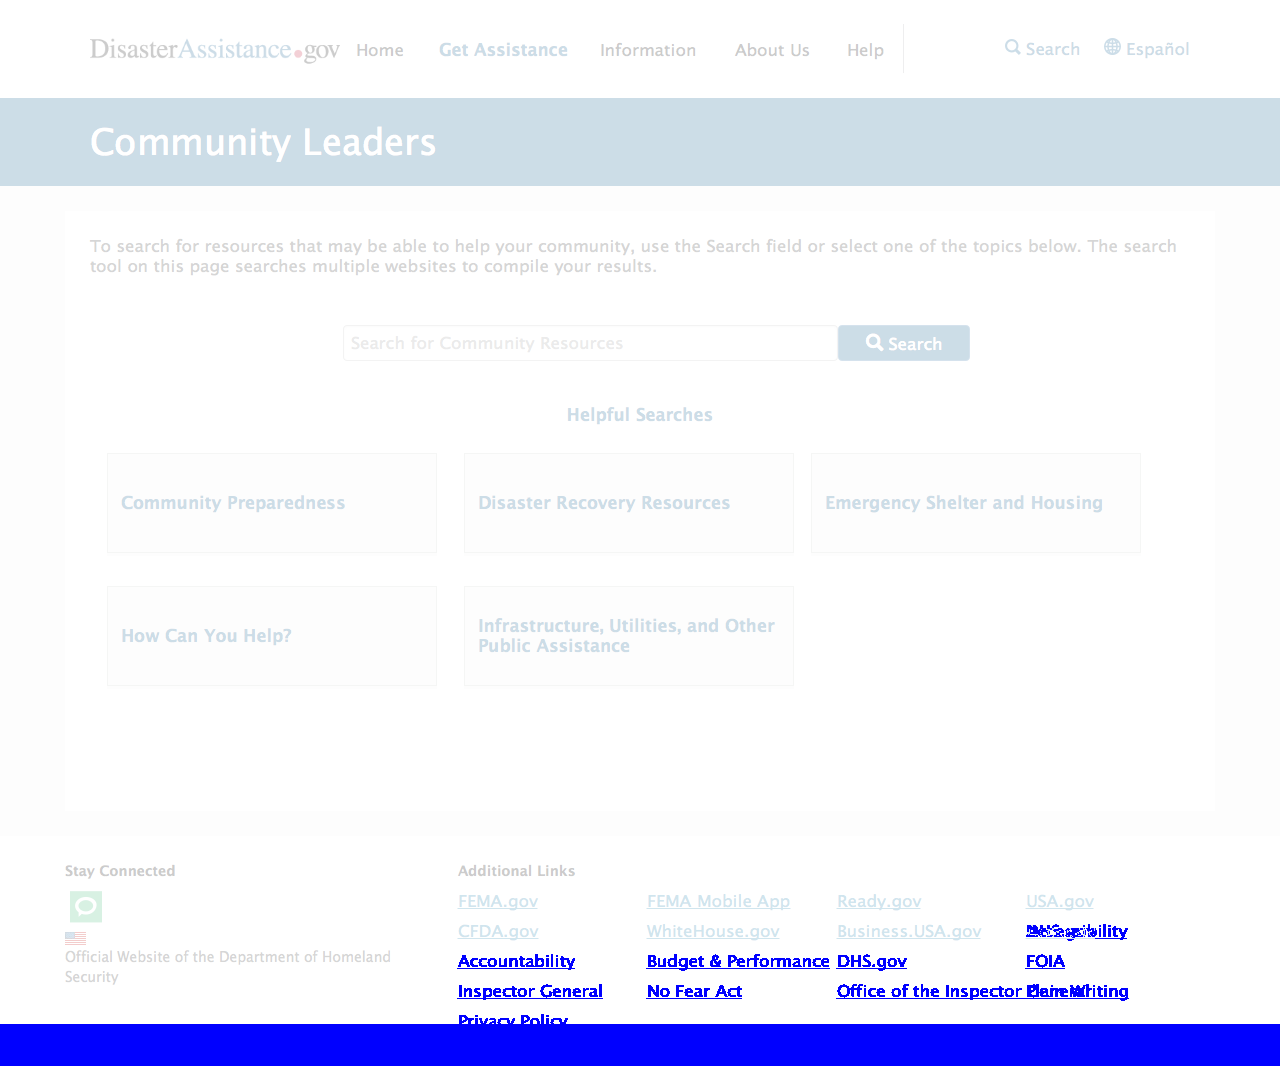 DisasterAssistance.gov Home Get Assistance Information About Us Help Search Español
Community Leaders
To search for resources that may be able to help your community, use the Search field or select one of the topics below. The search
tool on this page searches multiple websites to compile your results.
Search for Community Resources Search
Helpful Searches
Community Preparedness Disaster Recovery Resources Emergency Shelter and Housing
How Can You Help?
Infrastructure, Utilities, and Other
Public Assistance
Stay Connected
Official Website of the Department of Homeland
Security
Additional Links
FEMA.gov FEMA Mobile App Ready.gov USA.gov
CFDA.gov WhiteHouse.gov Business.USA.gov
Accountability Budget & Performance DHS.gov FOIA
Inspector General No Fear Act Office of the Inspector General Plain Writing
Privacy Policy